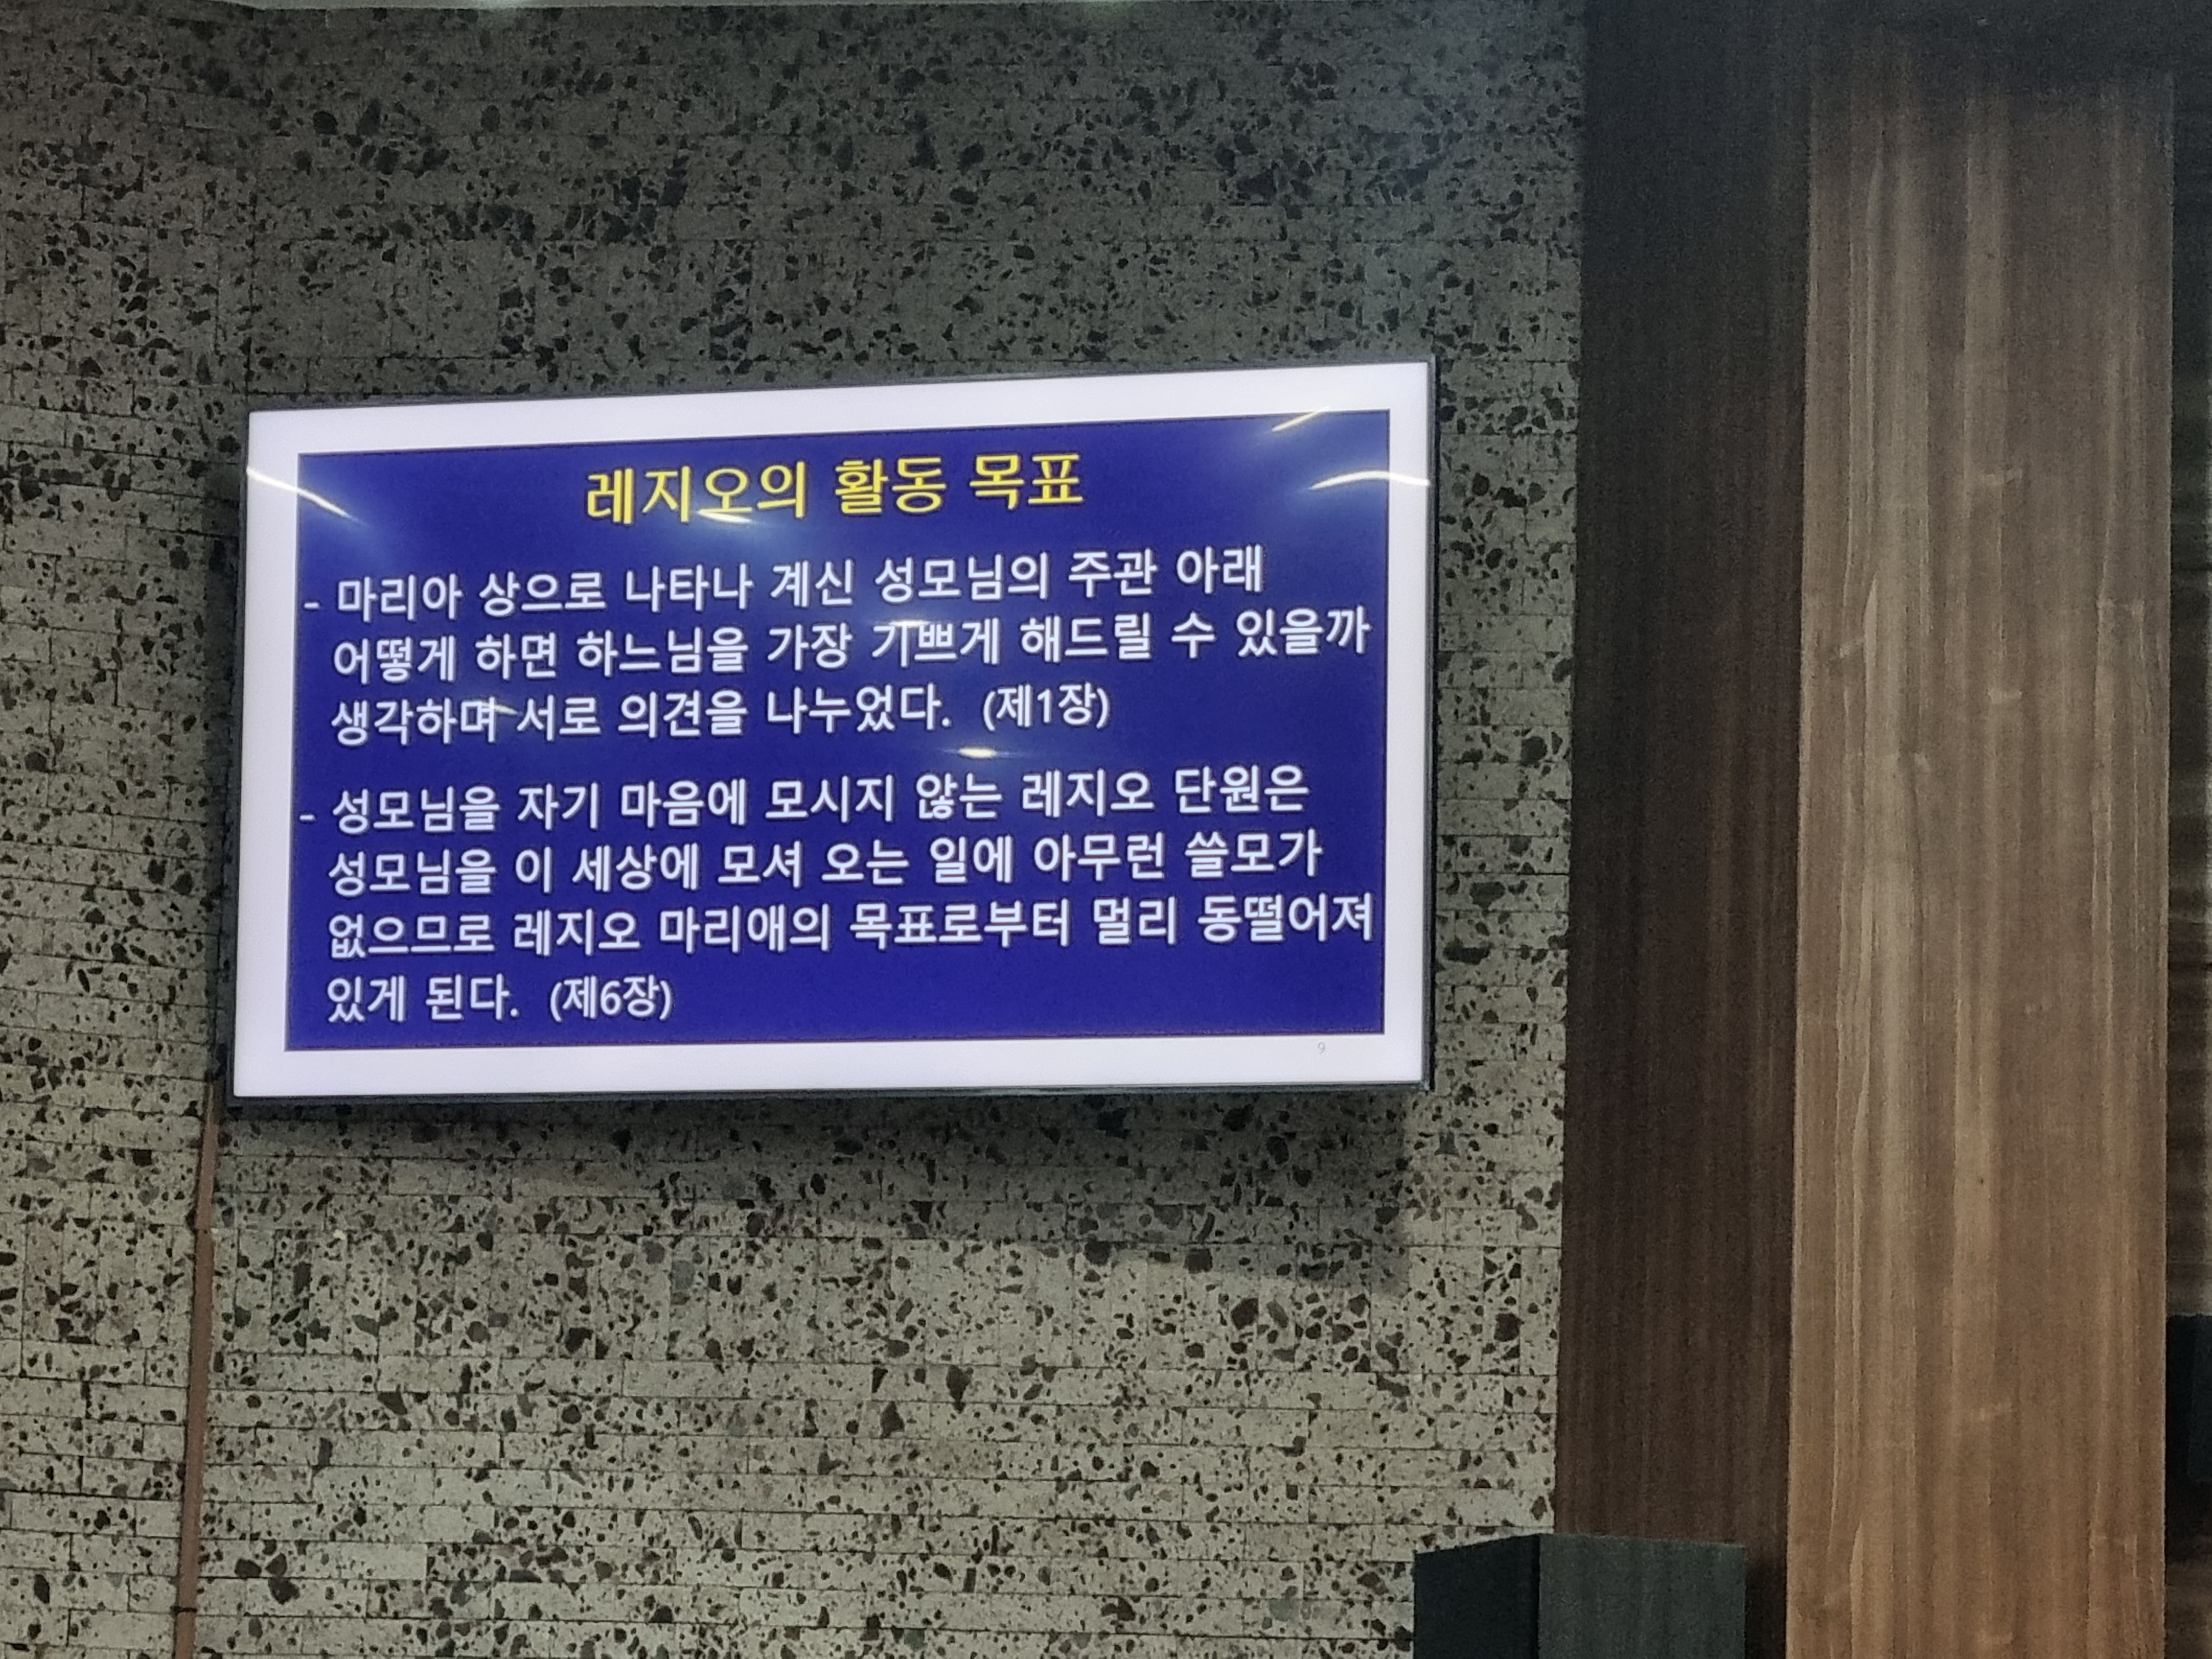 레지오의 활동 목표
- 마리아 상으로 나타나 계신 성모님의 주관 아래
어떻게 하면 하느님을 가장 기쁘게 해드릴 수 있을까
생각하며 서로 의견을 나누었다. (제1장)
- 성모님을 자기 마음에 모시지 않는 레지오 단원은
성모님을 이 세상에 모셔 오는 일에 아무런 쓸모가
없으므로 레지오 마리애의 목표로부터 멀리 동떨어져
있게 된다. (제6장)
9